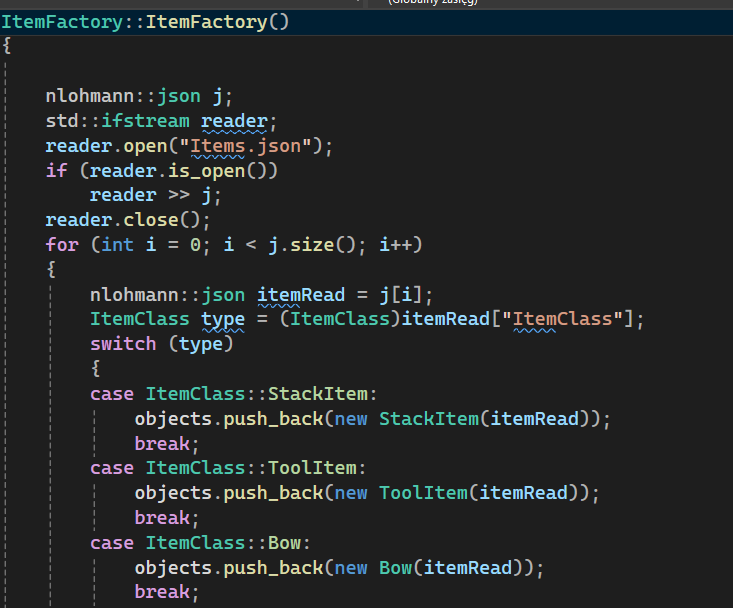 (Globalny zasięg)
ItemFactory::ItemFactory()
{
nlohmann::json j;
std::ifstream reader;
reader.open("Items.json");
if (reader.is_open())
reader >> j;
reader.close();
for (int i = 0; i < j.size(); i++)
{
nlohmann::json itemRead = j[i];
ItemClass type = (ItemClass)itemRead["ItemClass"];
switch (type)
{
case ItemClass::StackItem:
objects.push_back(new StackItem(itemRead));
break;
case ItemClass::ToolItem:
objects.push_back(new ToolItem(itemRead));
break;
case ItemClass::Bow:
objects.push_back(new Bow(itemRead));
break;